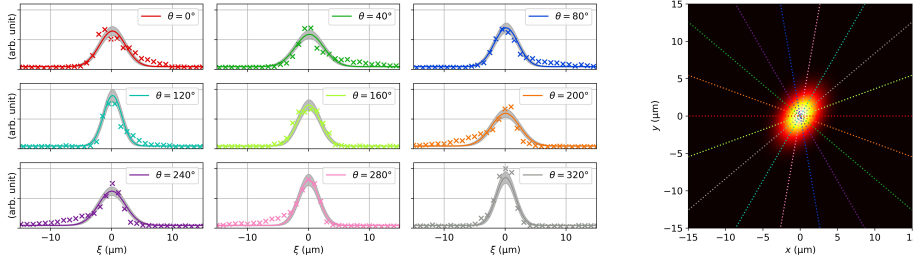 (arb. unit)
θ = 0°
θ = 40°
θ = 80°
(arb. unit)
θ = 120°
θ = 160°
θ = 200°
(arb. unit)
θ = 240°
θ = 280°
θ = 320°
−10 0 10
ξ (μm)
−10 0 10
ξ (μm)
−10 0 10
ξ (μm)
15
10
5
0
−5
−10
−15
y (μm)
−15 −10 −5 0 5 10 15
x (μm)